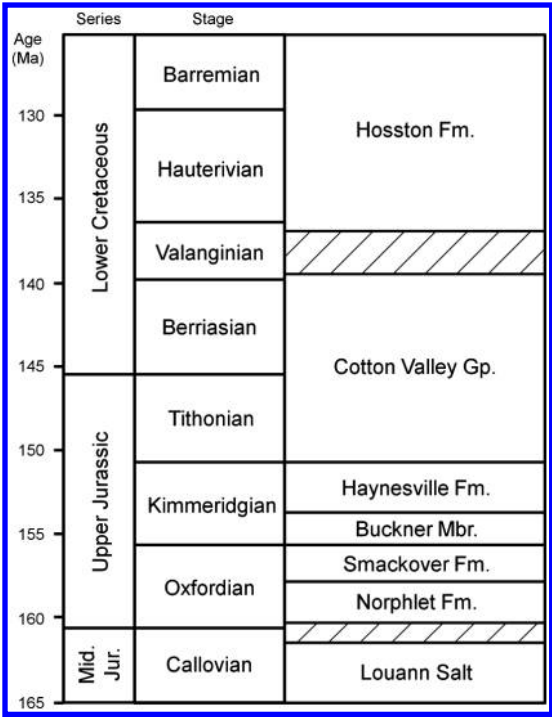 Series Stage
Age
(Ma)
Barremian
130
Hosston Fm.
Hauterivian
135
Lower Cretaceous
Valanginian
140
Berriasian
145
Cotton Valley Gp.
Tithonian
150
Upper Jurassic
Haynesville Fm.
Kimmeridgian
Buckner Mbr.
155
Smackover Fm.
Oxfordian
Norphlet Fm.
160
Mid.
Jur.
Callovian
Louann Salt
165